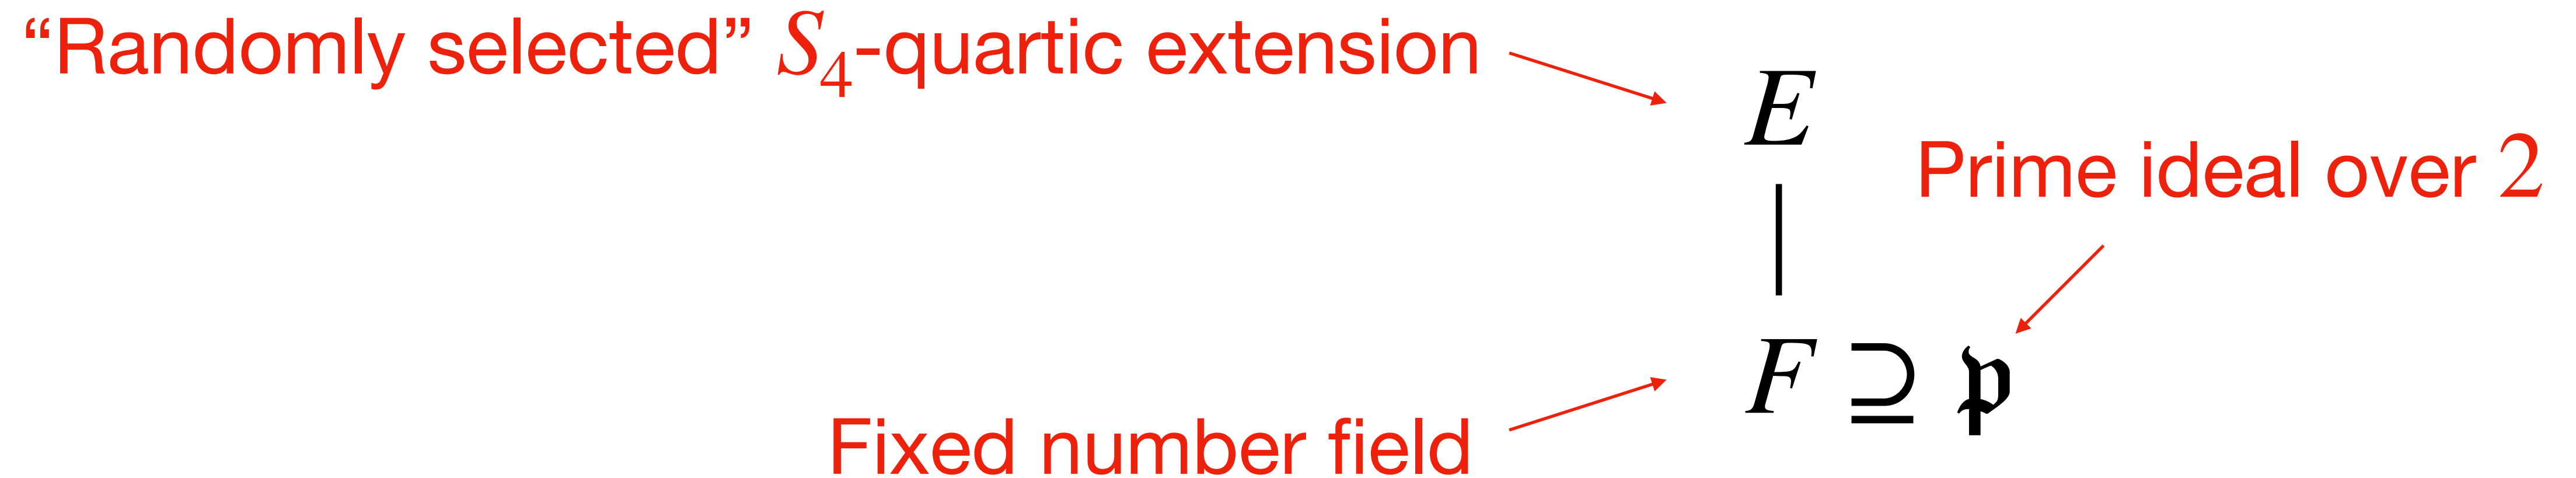 “Randomly selected” S₄-quartic extension
E
Prime ideal over 2
F ⊇ 𝔭
Fixed number field